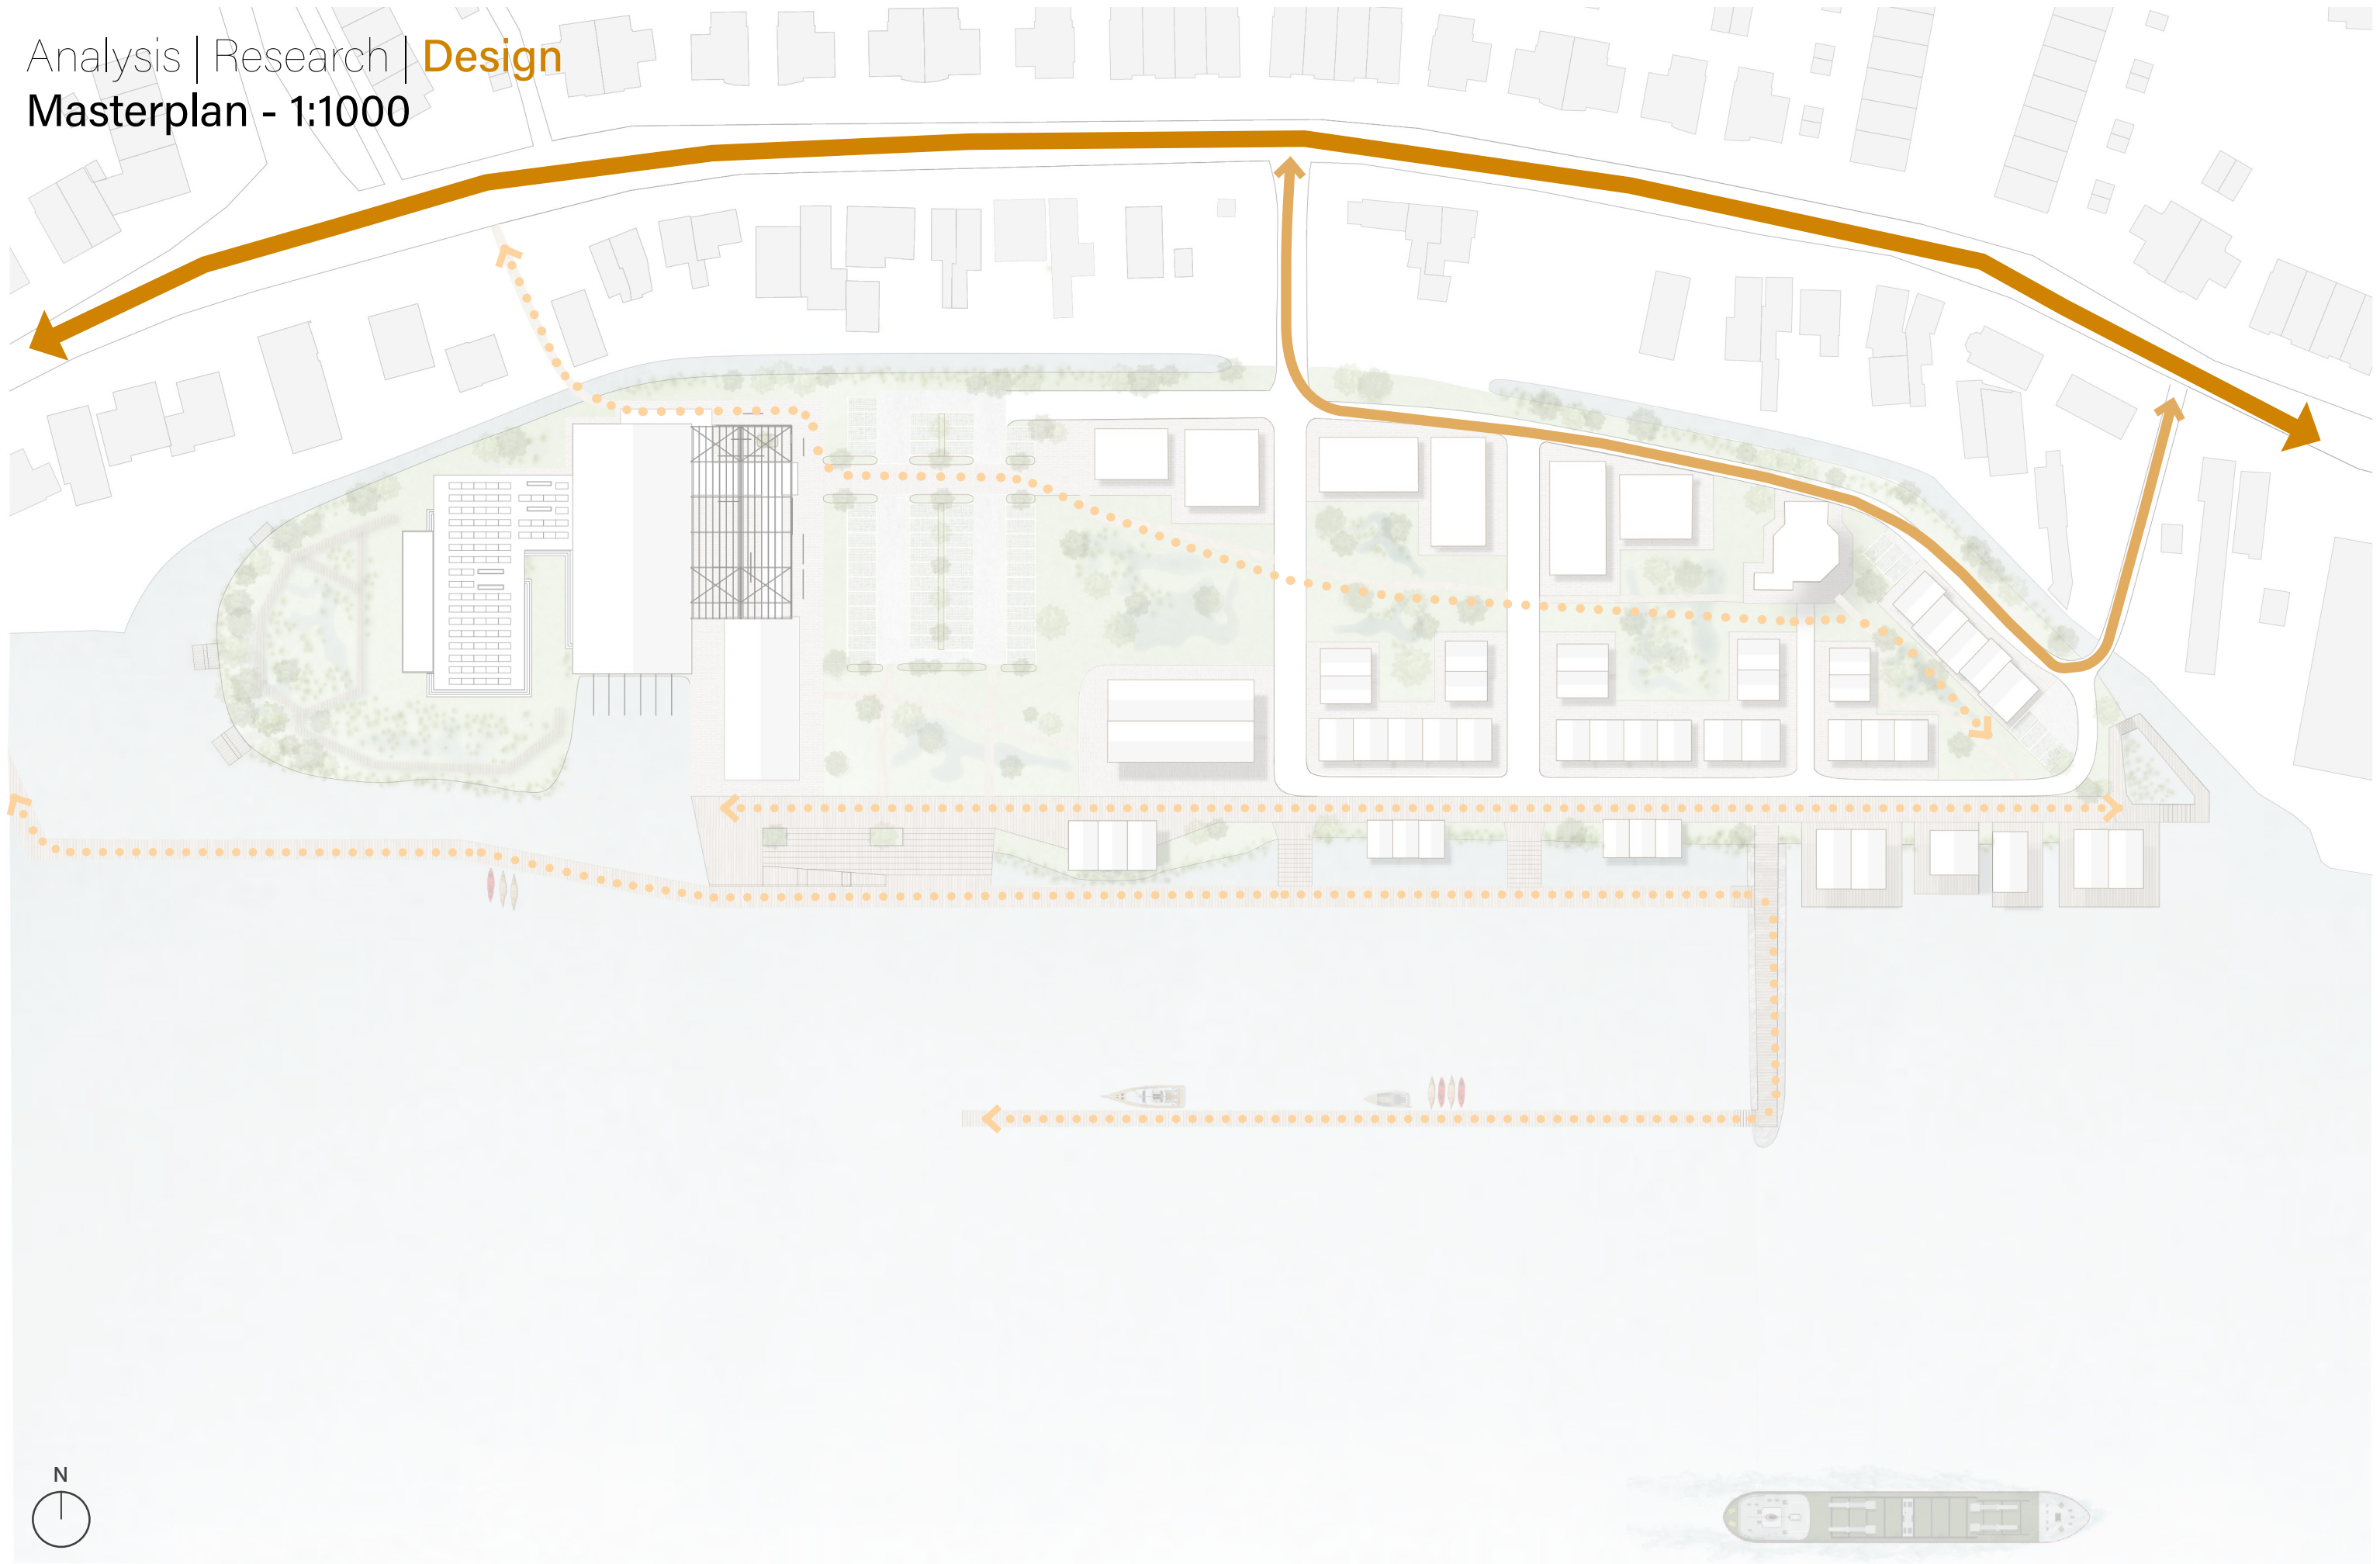 Analysis | Research | Design
Masterplan - 1:1000
N